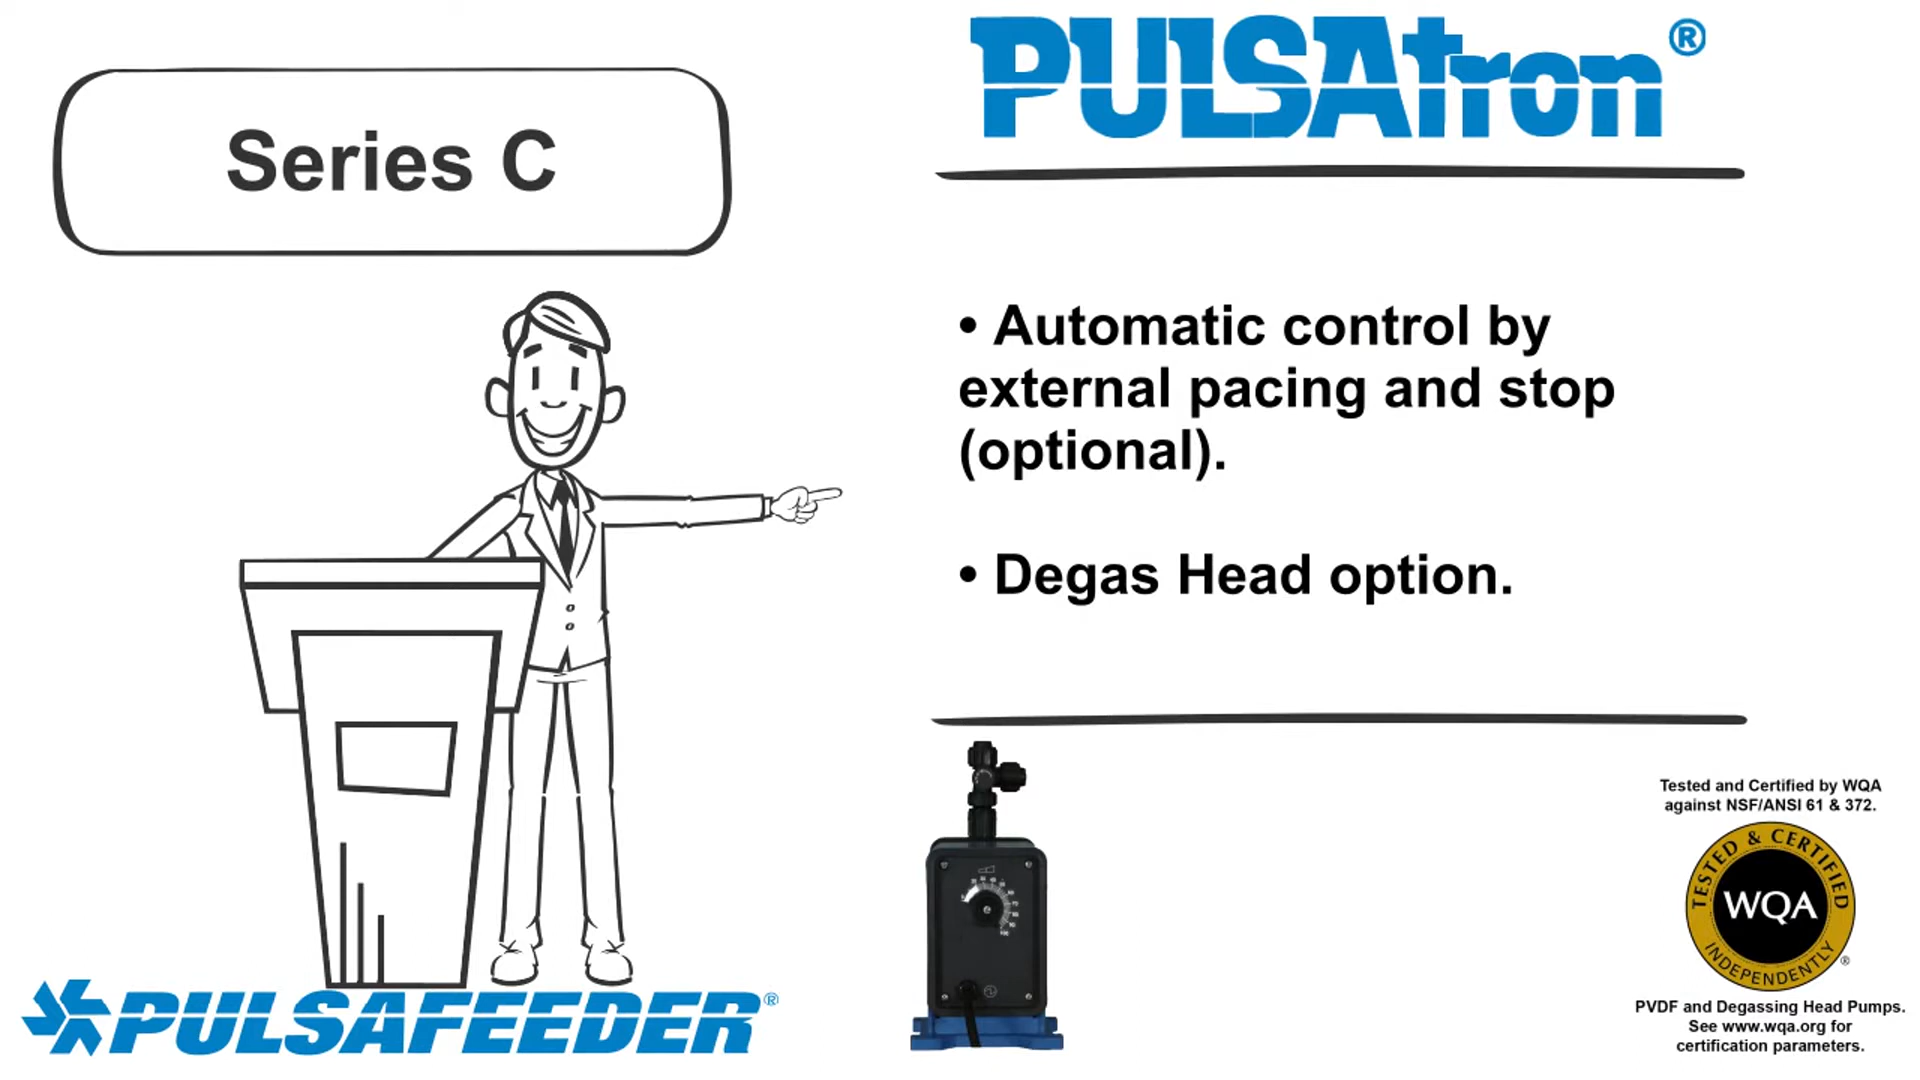 PULSAtron®
Series C
• Automatic control by
external pacing and stop
(optional).
• Degas Head option.
Tested and Certified by WQA
against NSF/ANSI 61 & 372.
TESTED & CERTIFIED
WQA
INDEPENDENTLY
®
PVDF and Degassing Head Pumps.
See www.wqa.org for
certification parameters.
PULSAFEEDER®